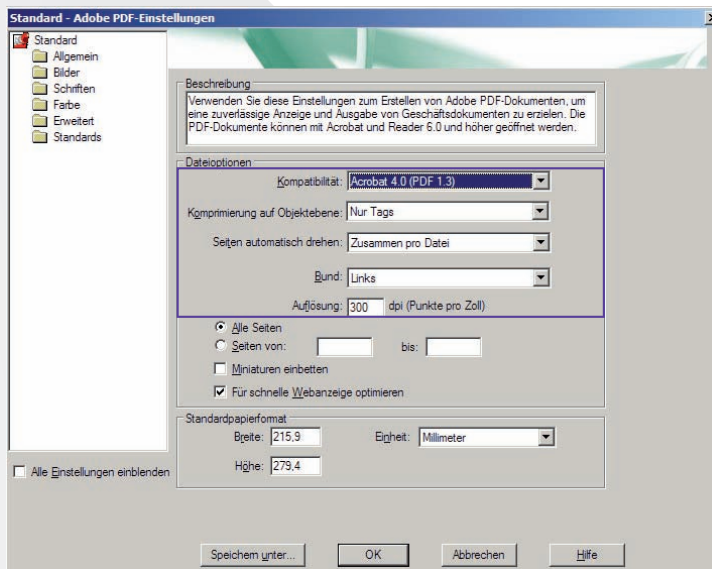 Standard - Adobe PDF-Einstellungen
Standard
Allgemein
Bilder
Schriften
Farbe
Erweitert
Standards
Alle Einstellungen einblenden
Beschreibung
Verwenden Sie diese Einstellungen zum Erstellen von Adobe PDF-Dokumenten, um
eine zuverlässige Anzeige und Ausgabe von Geschäftsdokumenten zu erzielen. Die
PDF-Dokumente können mit Acrobat und Reader 6.0 und höher geöffnet werden.
Dateioptionen
Kompatibilität: Acrobat 4.0 (PDF 1.3)
Komprimierung auf Objektebene: Nur Tags
Seiten automatisch drehen: Zusammen pro Datei
Bund: Links
Auflösung: 300 dpi (Punkte pro Zoll)
Alle Seiten
Seiten von: bis:
Miniaturen einbetten
Für schnelle Webanzeige optimieren
Standardpapierformat
Breite: 215,9 Einheit: Millimeter
Höhe: 279,4
Speichern unter... OK Abbrechen Hilfe